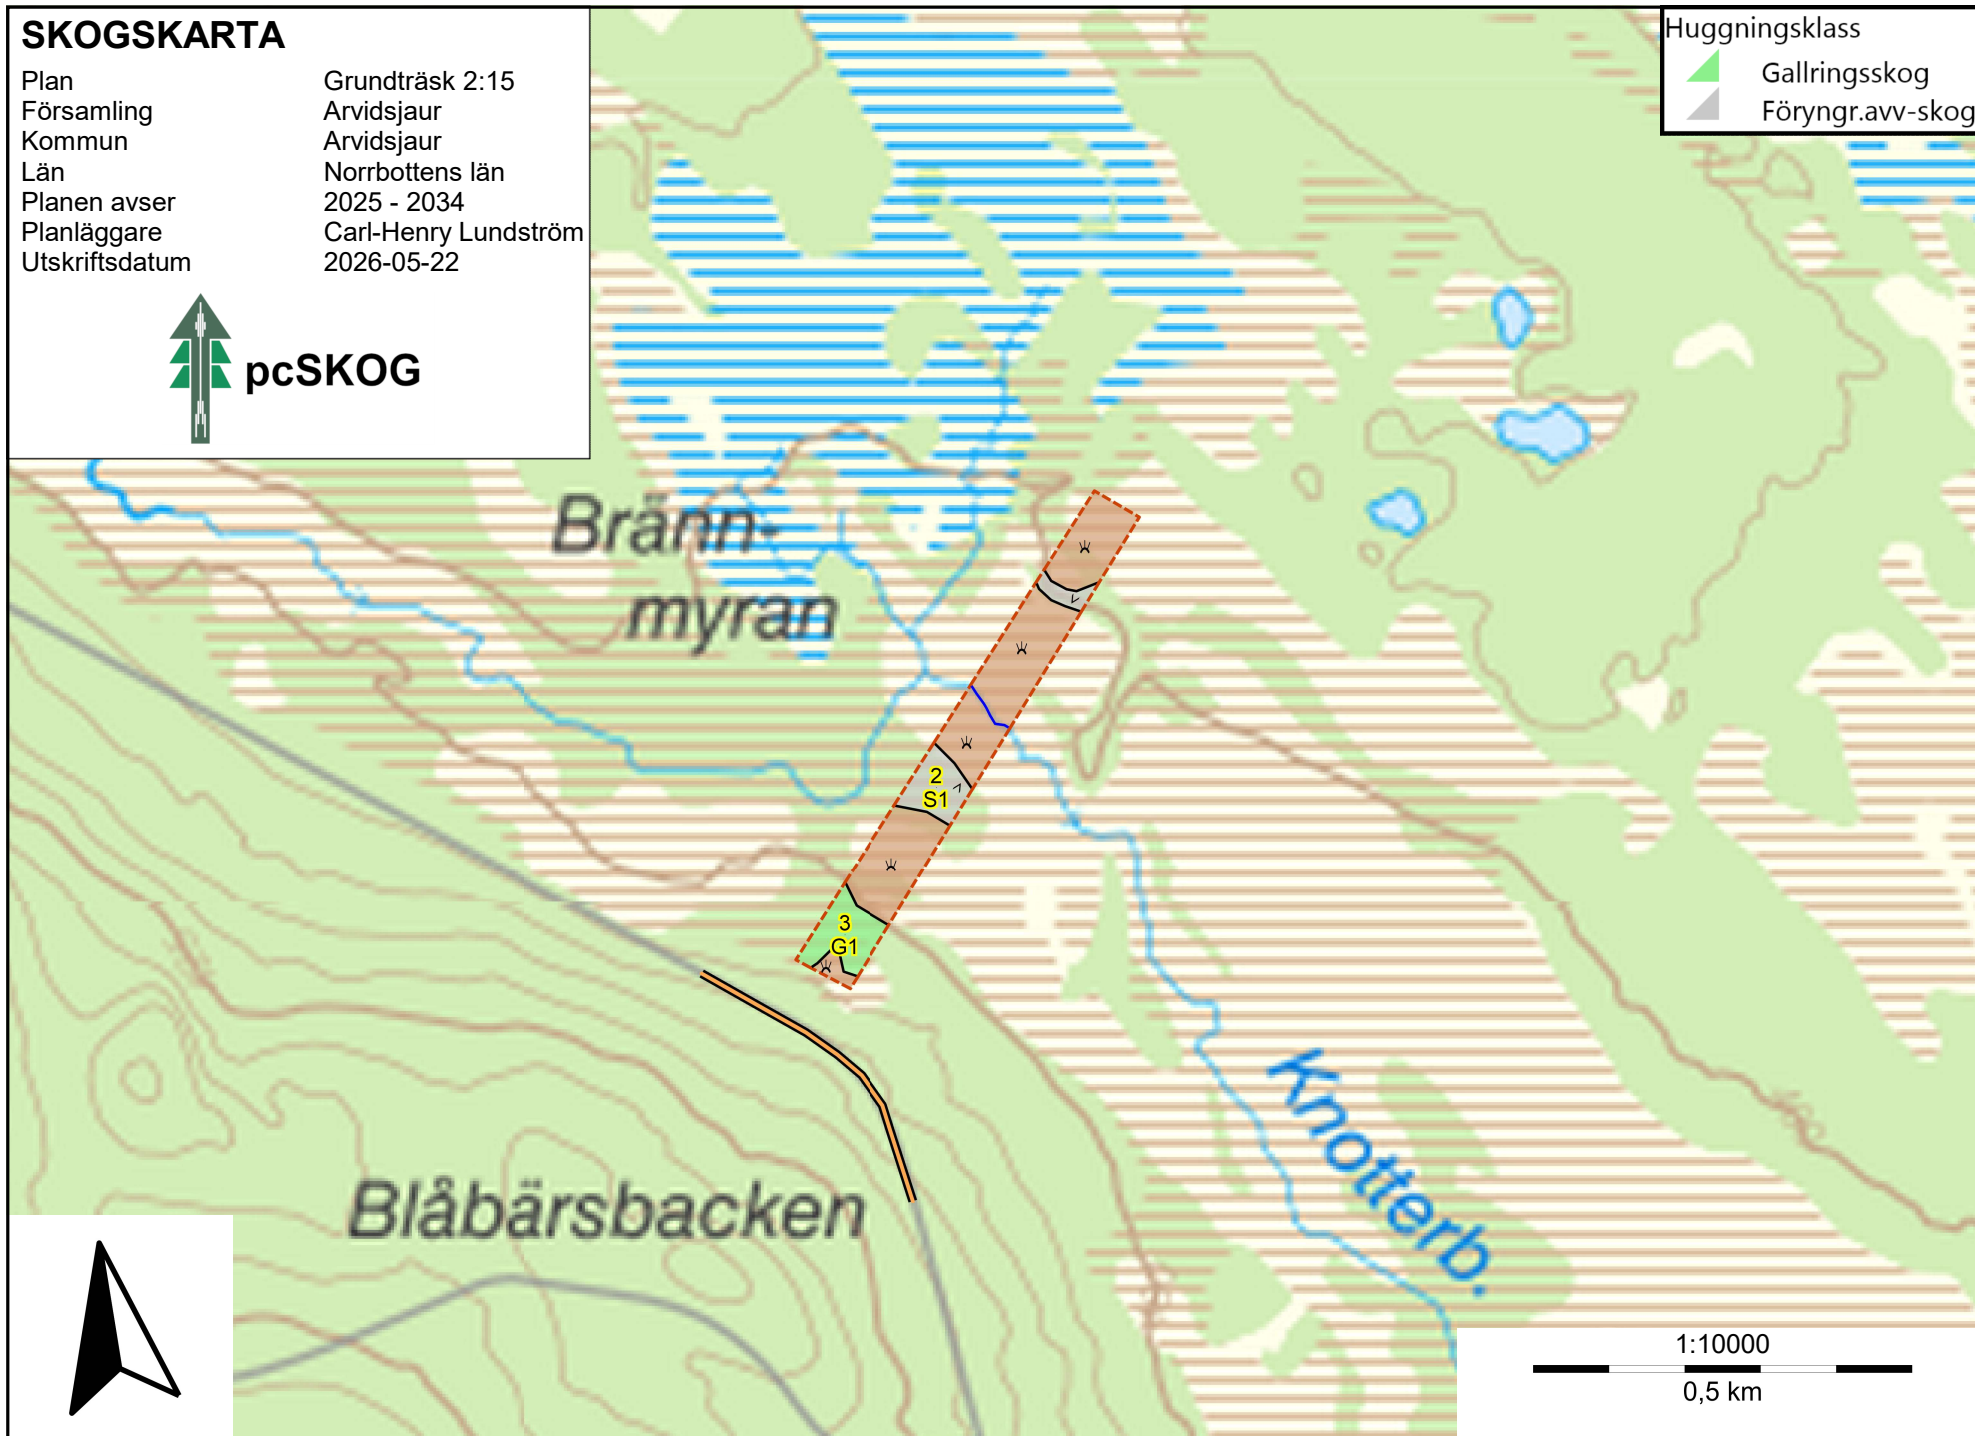 SKOGSKARTA
Plan Grundträsk 2:15
Församling Arvidsjaur
Kommun Arvidsjaur
Län Norrbottens län
Planen avser 2025 - 2034
Planläggare Carl-Henry Lundström
Utskriftsdatum 2026-05-22
pcSKOG
Huggningsklass
Gallringsskog
Föryngr.avv-skog
Bränn-
myran
2
S1
3
G1
Knotterb.
Blåbärsbacken
1:10000
0,5 km